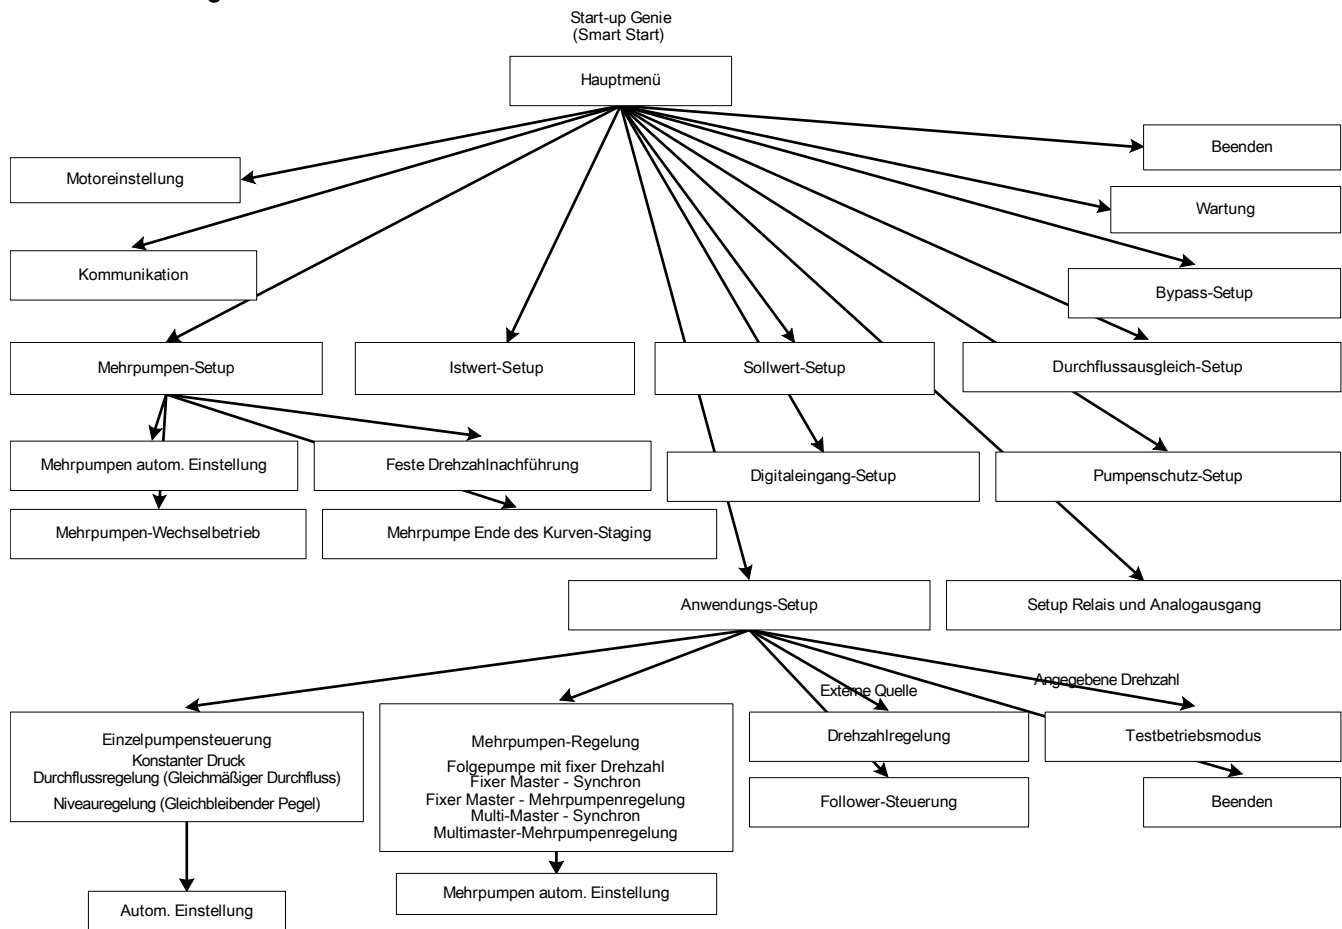 Start-up Genie
(Smart Start)
Hauptmenü
Beenden
Motoreinstellung
Wartung
Kommunikation
Bypass-Setup
Mehrpumpen-Setup
Istwert-Setup
Sollwert-Setup
Durchflussausgleich-Setup
Mehrpumpen autom. Einstellung
Feste Drehzahlnachführung
Digitaleingang-Setup
Pumpenschutz-Setup
Mehrpumpen-Wechselbetrieb
Mehrpumpe Ende des Kurven-Staging
Anwendungs-Setup
Setup Relais und Analogausgang
Externe Quelle
Angegebene Drehzahl
Einzelpumpensteuerung
Konstanter Druck
Durchflussregelung (Gleichmäßiger Durchfluss)
Niveauregelung (Gleichbleibender Pegel)
Mehrpumpen-Regelung
Folgepumpe mit fixer Drehzahl
Fixer Master - Synchron
Fixer Master - Mehrpumpenregelung
Multi-Master - Synchron
Multimaster-Mehrpumpenregelung
Drehzahlregelung
Testbetriebsmodus
Follower-Steuerung
Beenden
Autom. Einstellung
Mehrpumpen autom. Einstellung